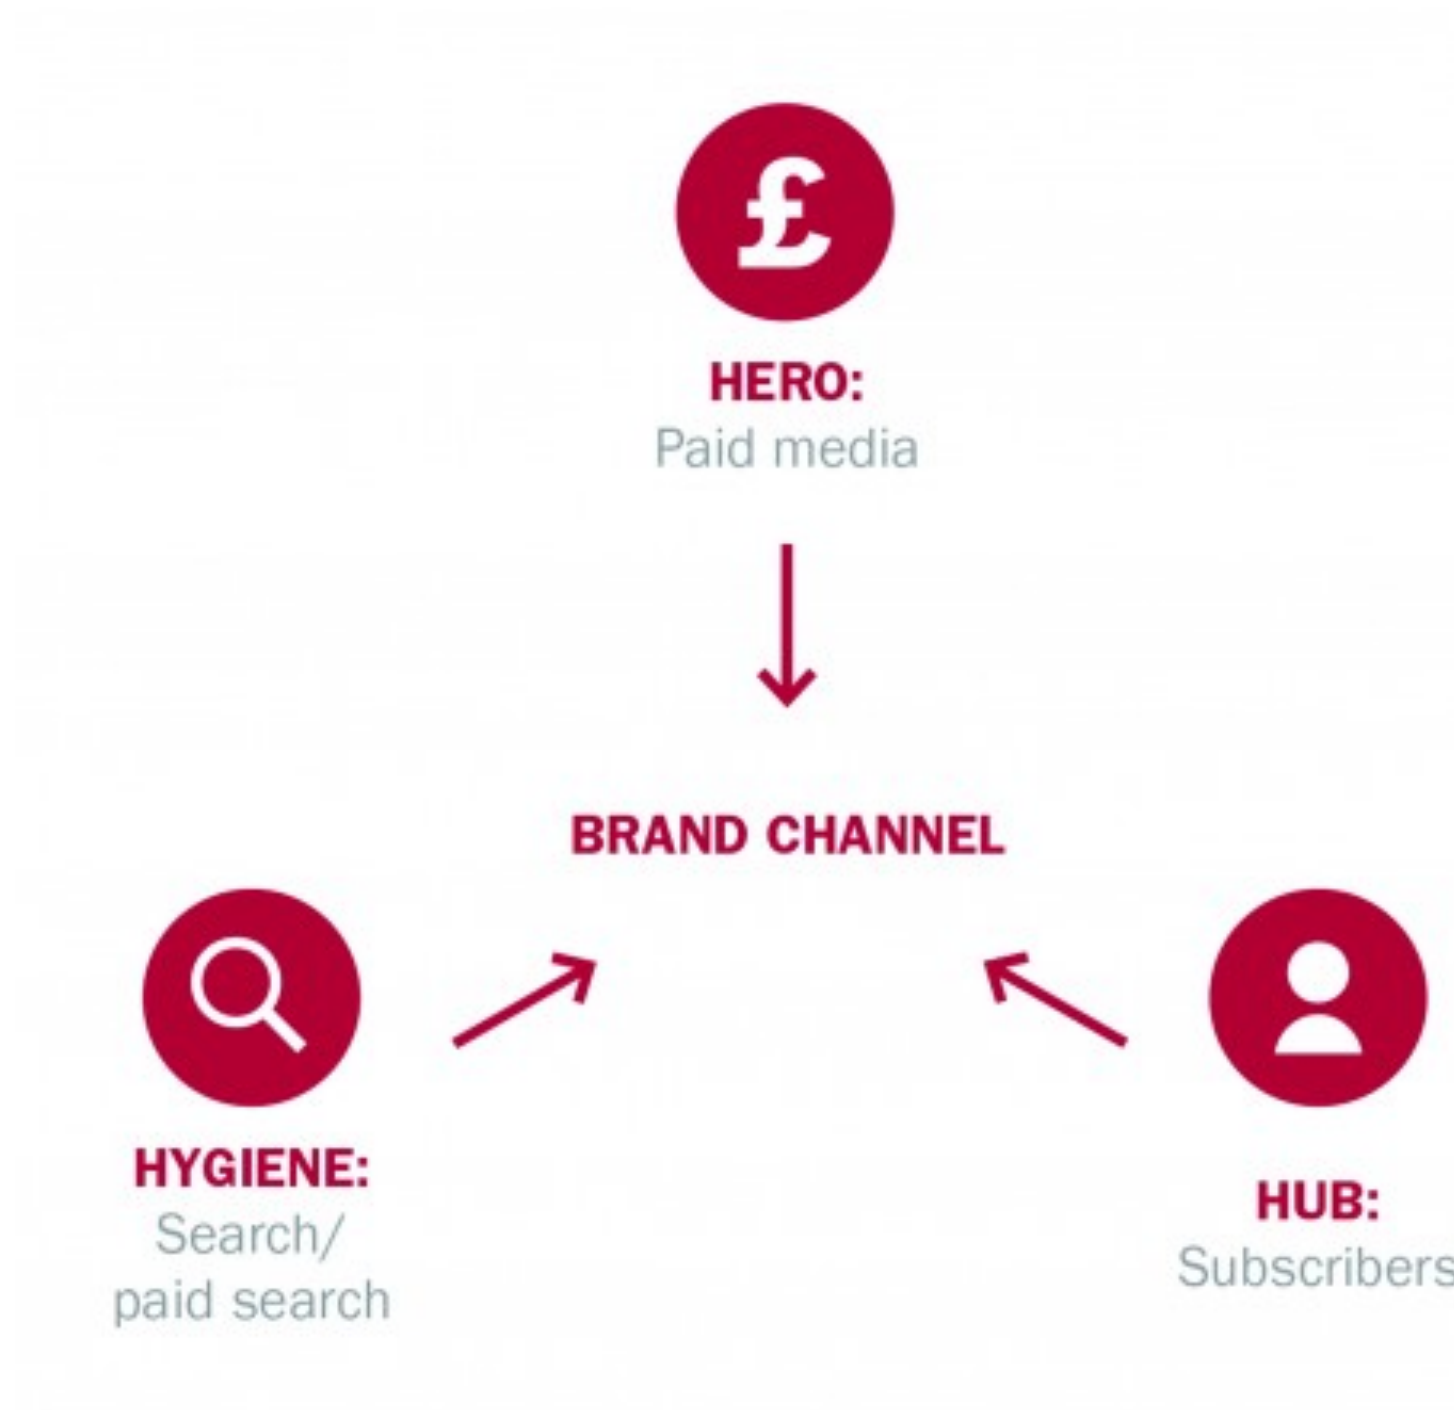 £
HERO:
Paid media
BRAND CHANNEL
HYGIENE:
Search/
paid search
HUB:
Subscribers